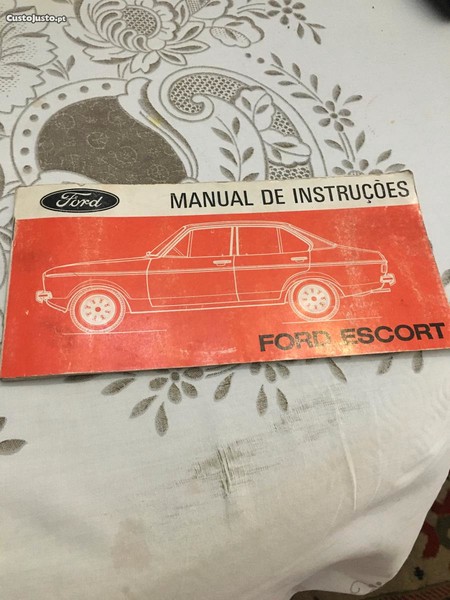 CustoJusto.pt
Ford
MANUAL DE INSTRUÇÕES
FORD ESCORT